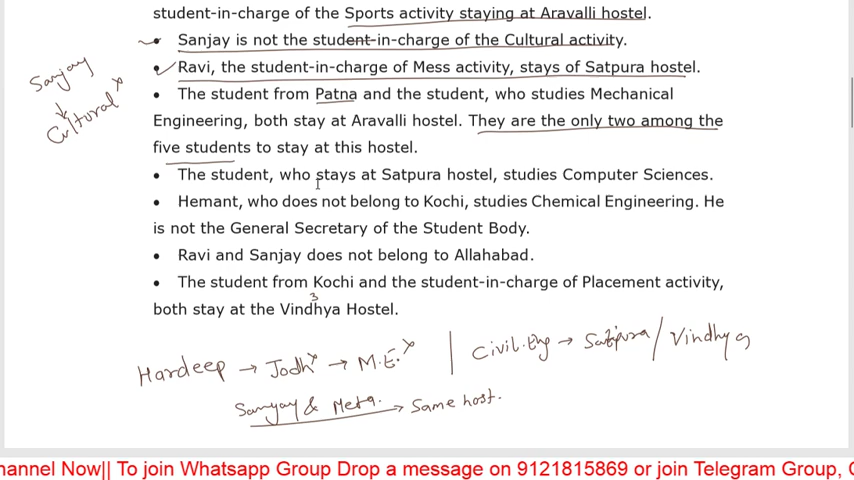 student-in-charge of the Sports activity staying at Aravalli hostel.
• Sanjay is not the student-in-charge of the Cultural activity.
• Ravi, the student-in-charge of Mess activity, stays of Satpura hostel.
• The student from Patna and the student, who studies Mechanical
Engineering, both stay at Aravalli hostel. They are the only two among the
five students to stay at this hostel.
• The student, who stays at Satpura hostel, studies Computer Sciences.
• Hemant, who does not belong to Kochi, studies Chemical Engineering. He
is not the General Secretary of the Student Body.
• Ravi and Sanjay does not belong to Allahabad.
• The student from Kochi and the student-in-charge of Placement activity,
3
both stay at the Vindhya Hostel.
Sanjay
↓
Cultural x
Hardeep → Jodh x → M.E. x | Civil. Eng → Satpura / Vindhya
Sanjay & Meta. → Same host.
hannel Now|| To join Whatsapp Group Drop a message on 9121815869 or join Telegram Group, C